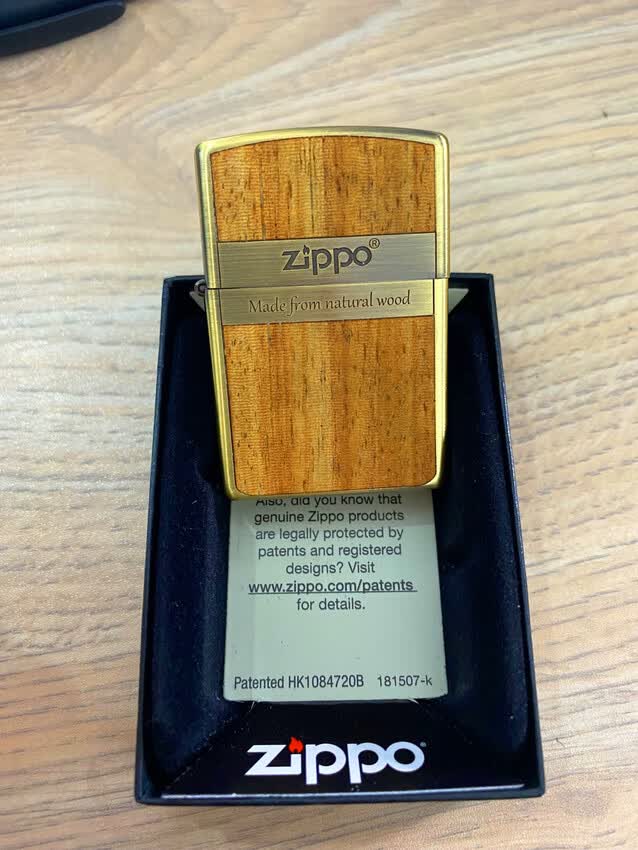 zippo®
Made from natural wood
Also, did you know that
genuine Zippo products
are legally protected by
patents and registered
designs? Visit
www.zippo.com/patents
for details.
Patented HK1084720B 181507-k
zippo